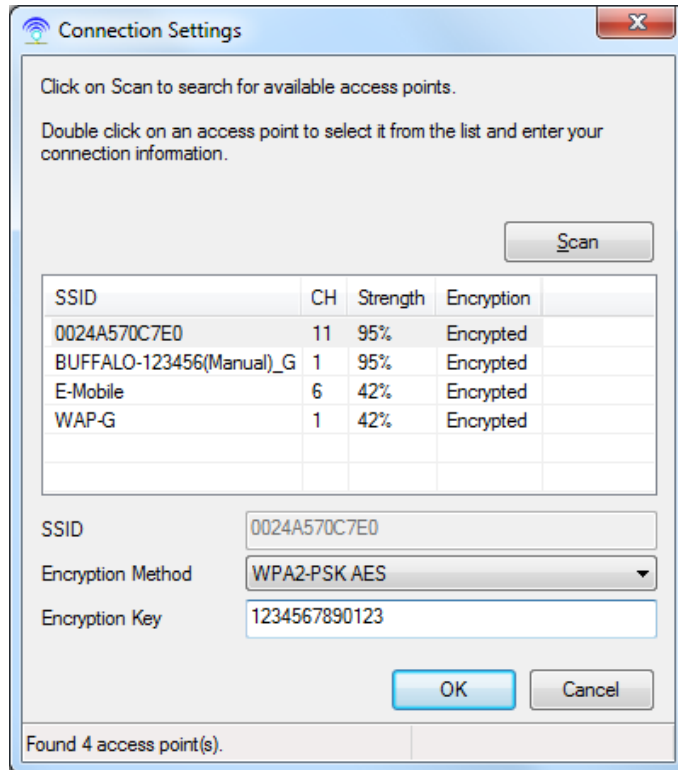 Connection Settings
Click on Scan to search for available access points.
Double click on an access point to select it from the list and enter your
connection information.
Scan
SSID CH Strength Encryption
0024A570C7E0 11 95% Encrypted
BUFFALO-123456(Manual)_G 1 95% Encrypted
E-Mobile 6 42% Encrypted
WAP-G 1 42% Encrypted
SSID 0024A570C7E0
Encryption Method WPA2-PSK AES
Encryption Key 1234567890123
OK Cancel
Found 4 access point(s).